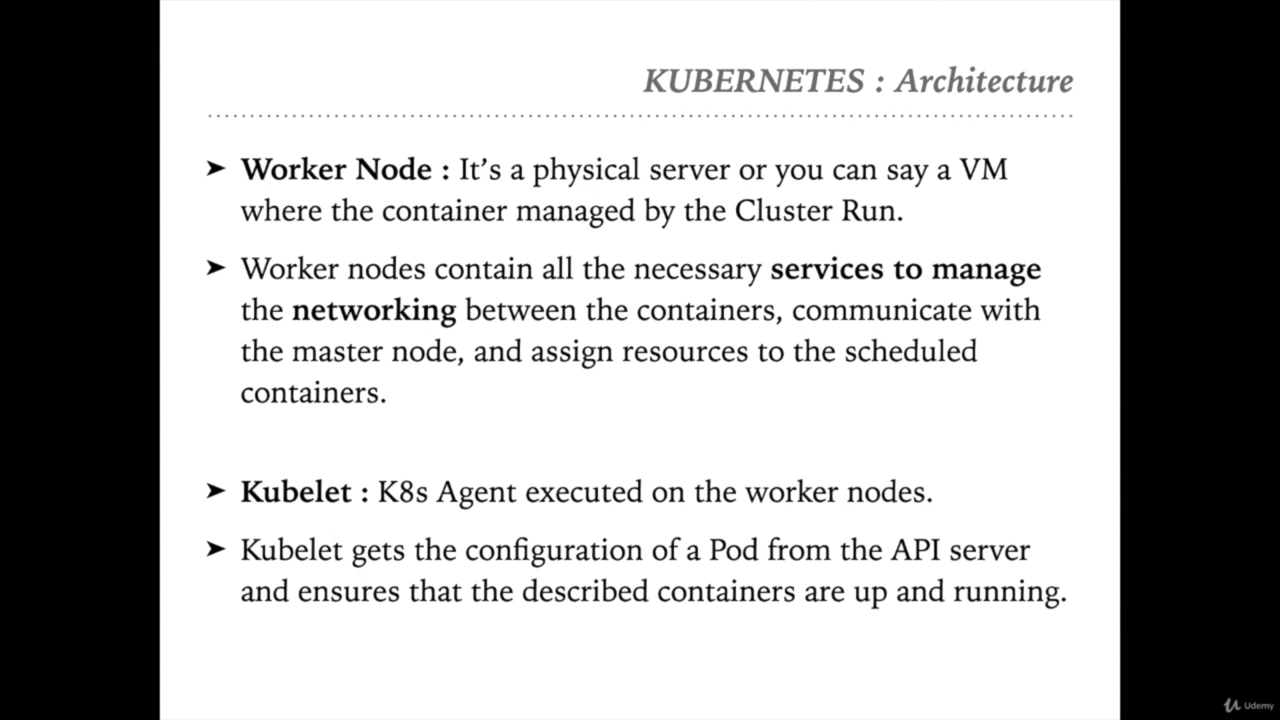 KUBERNETES : Architecture
➤ Worker Node : It’s a physical server or you can say a VM
where the container managed by the Cluster Run.
➤ Worker nodes contain all the necessary services to manage
the networking between the containers, communicate with
the master node, and assign resources to the scheduled
containers.
➤ Kubelet : K8s Agent executed on the worker nodes.
➤ Kubelet gets the configuration of a Pod from the API server
and ensures that the described containers are up and running.
Udemy